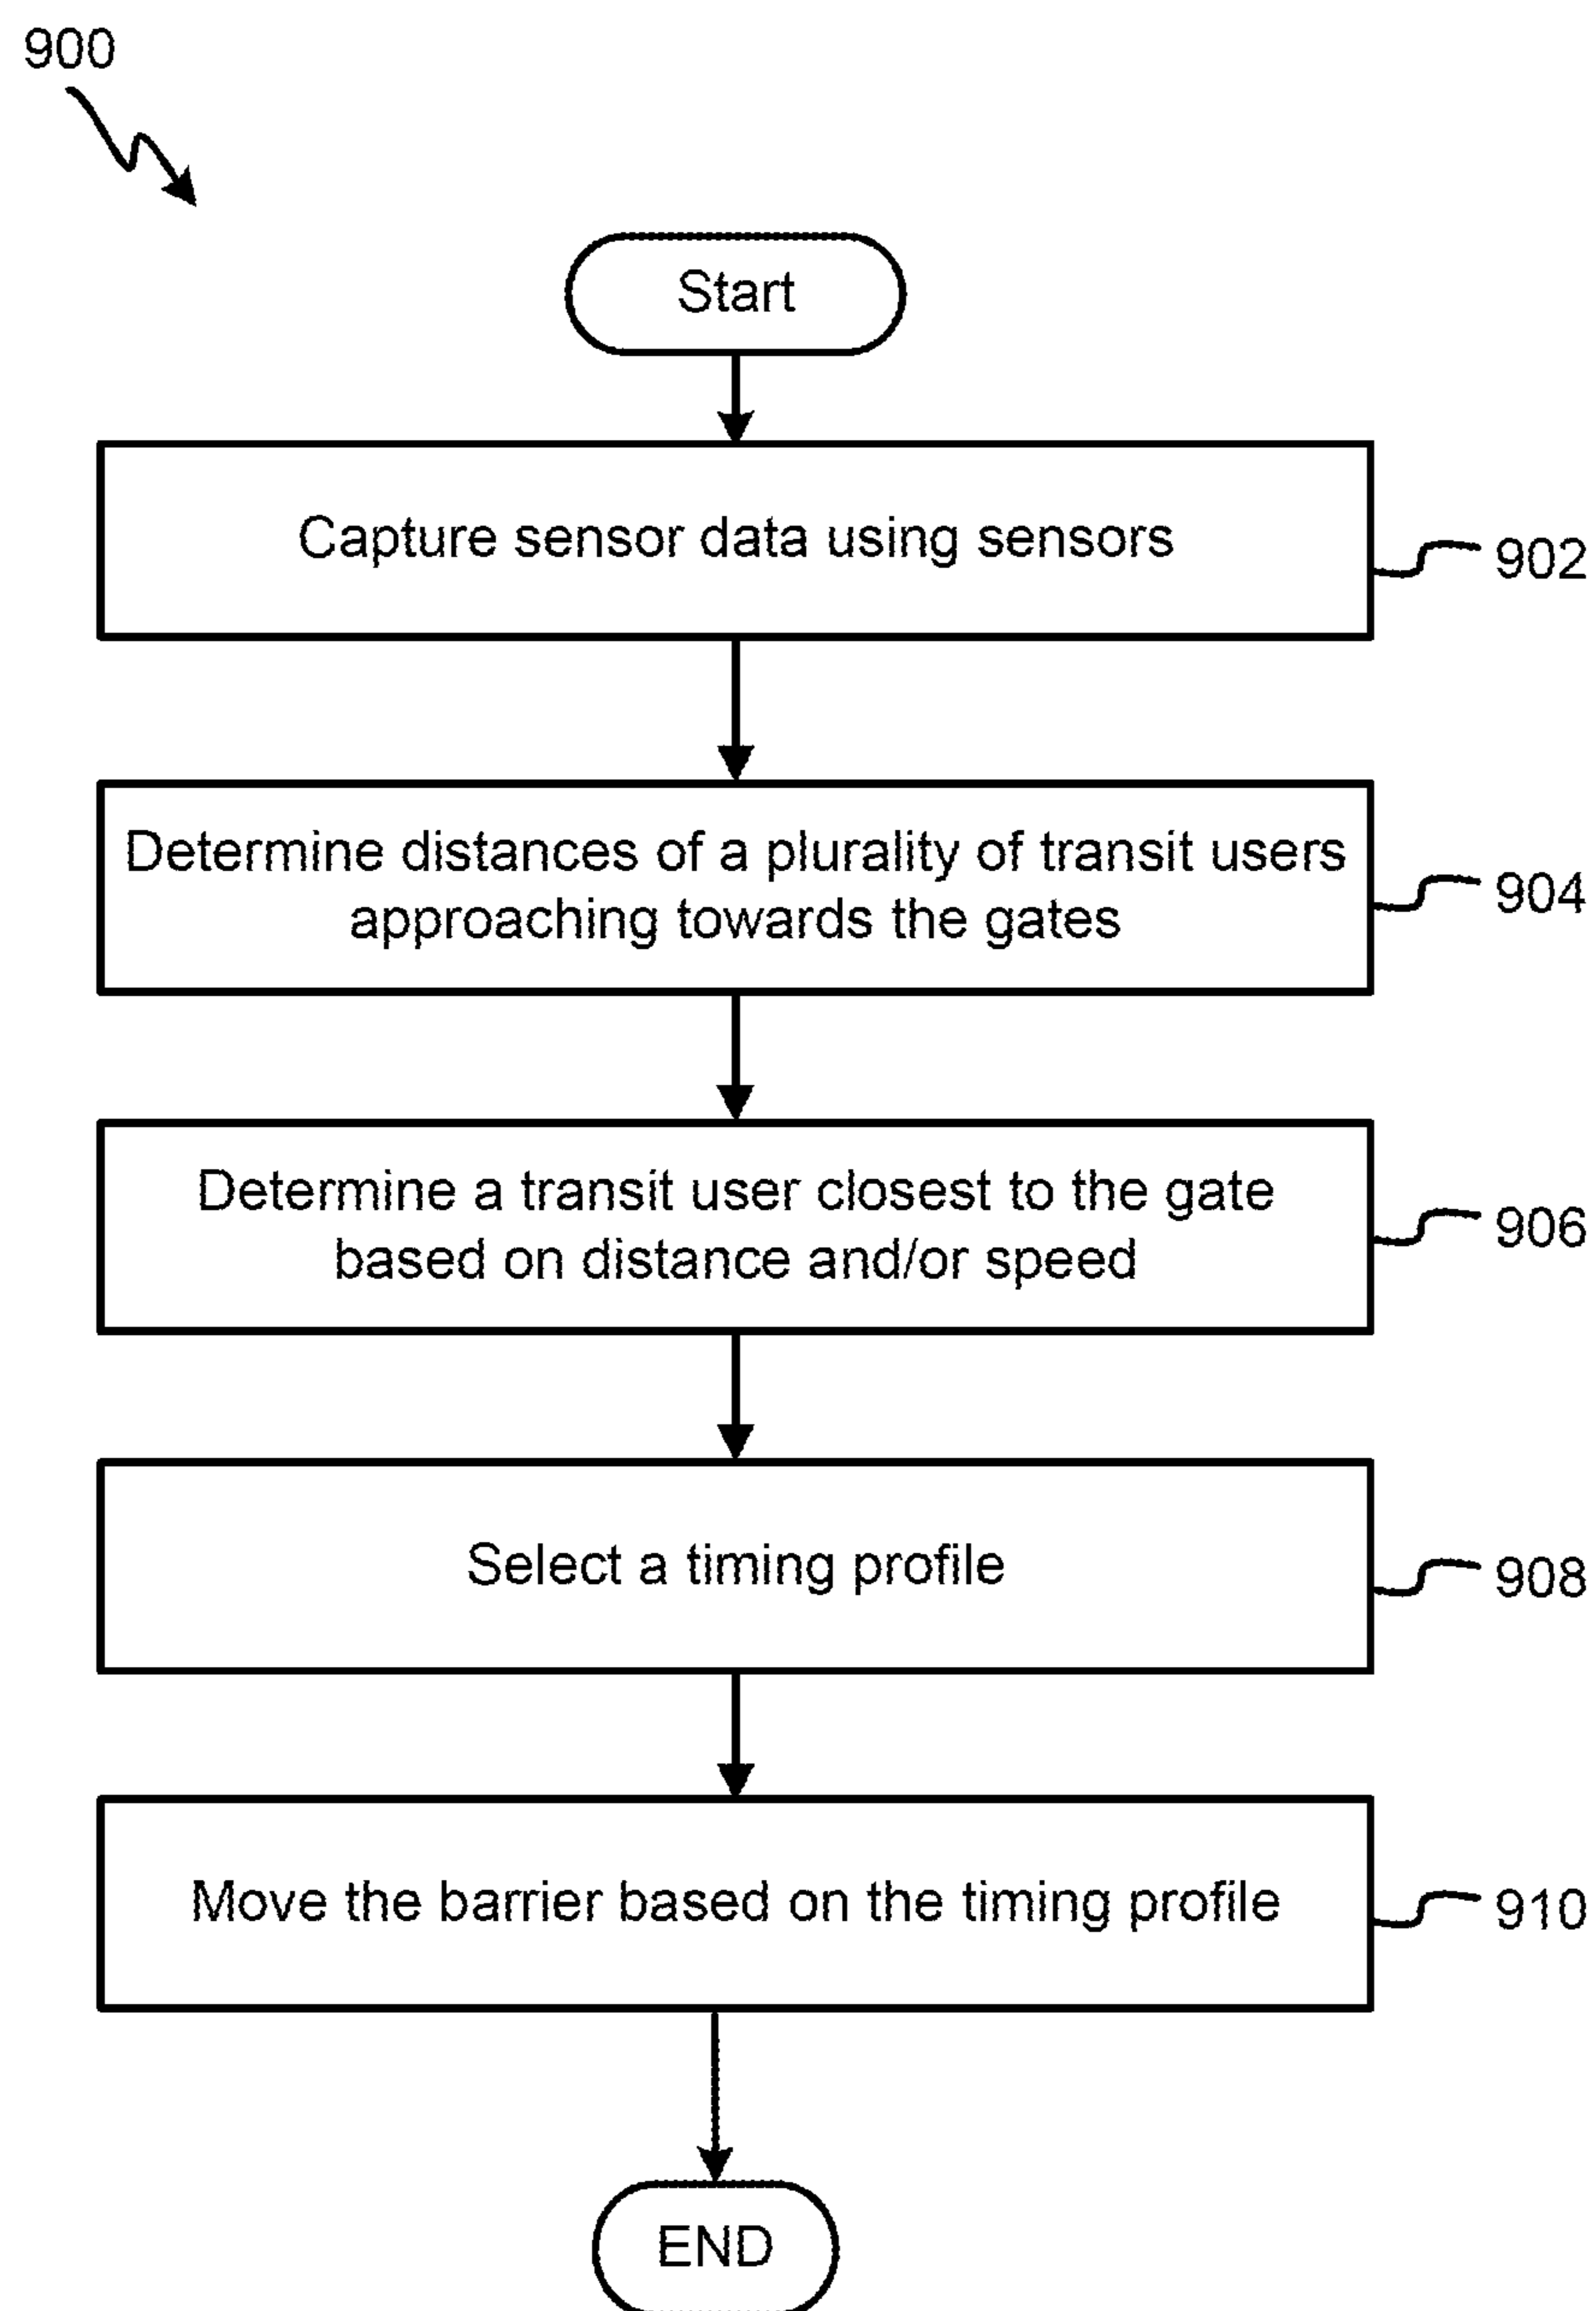 900
Start
Capture sensor data using sensors
902
Determine distances of a plurality of transit users
approaching towards the gates
904
Determine a transit user closest to the gate
based on distance and/or speed
906
Select a timing profile
908
Move the barrier based on the timing profile
910
END